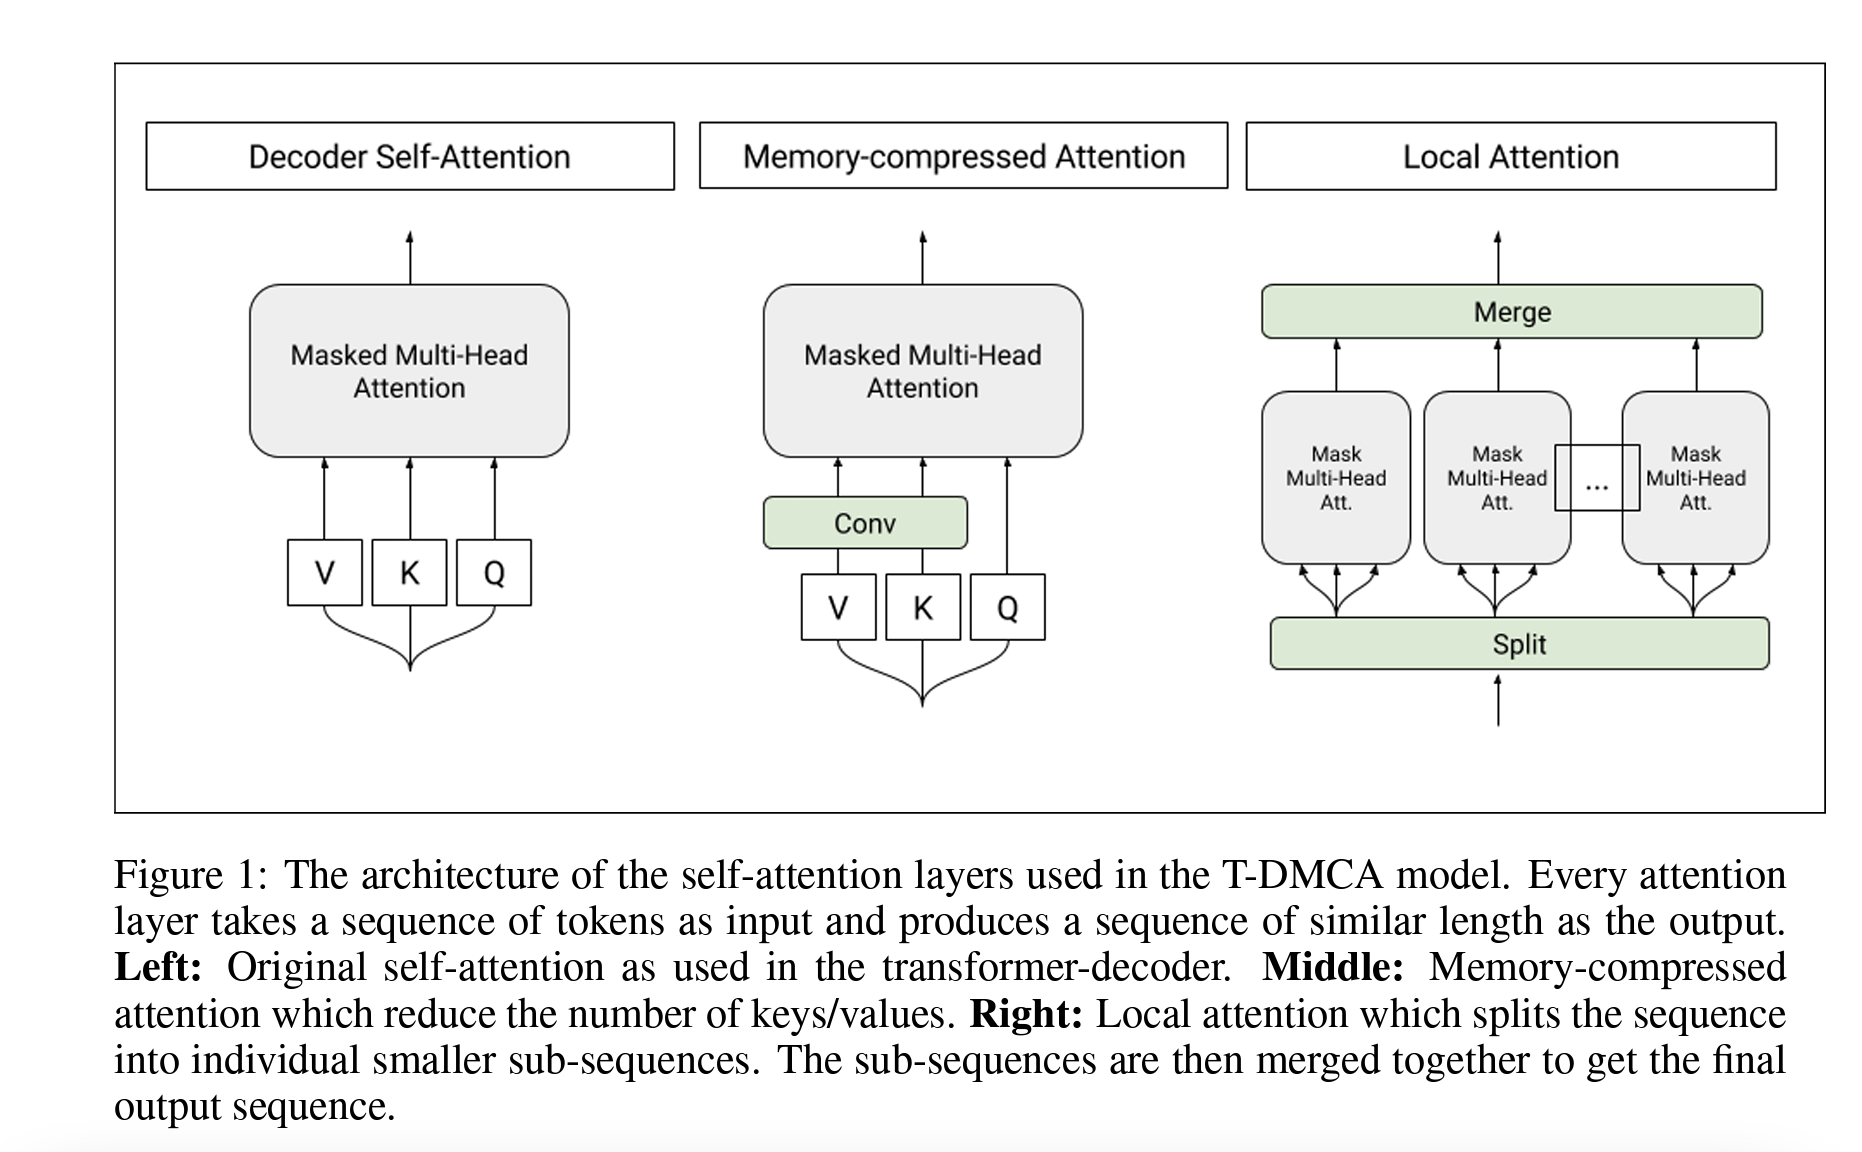 Decoder Self-Attention
Memory-compressed Attention
Local Attention
Masked Multi-Head
Attention
V
K
Q
Masked Multi-Head
Attention
Conv
V
K
Q
Merge
Mask
Multi-Head
Att.
Mask
Multi-Head
Att.
...
Mask
Multi-Head
Att.
Split
Figure 1: The architecture of the self-attention layers used in the T-DMCA model. Every attention
layer takes a sequence of tokens as input and produces a sequence of similar length as the output.
Left: Original self-attention as used in the transformer-decoder. Middle: Memory-compressed
attention which reduce the number of keys/values. Right: Local attention which splits the sequence
into individual smaller sub-sequences. The sub-sequences are then merged together to get the final
output sequence.